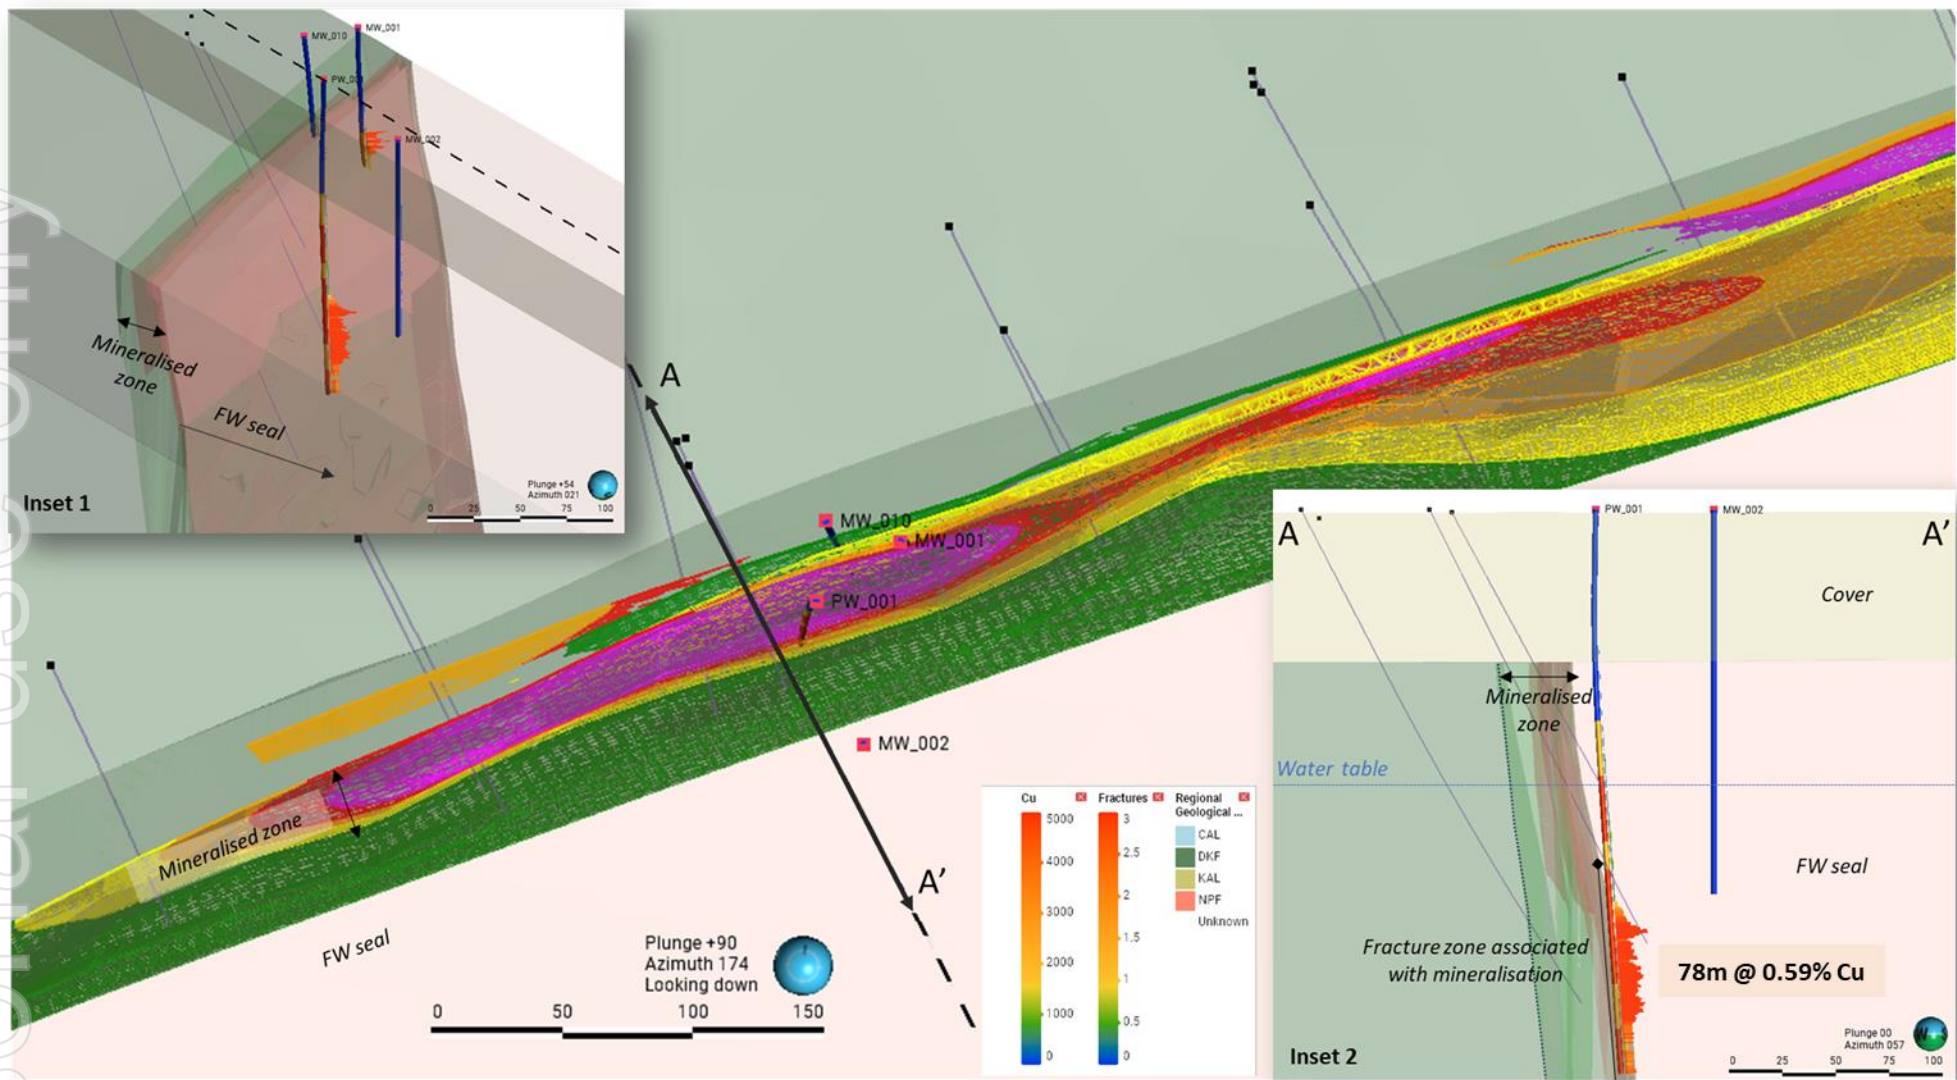 MW_010
MW_001
PW_001
MW_002
Mineralised
zone
FW seal
Plunge +54
Azimuth 021
0 25 50 75 100
Inset 1
A
MW_010
MW_001
PW_001
MW_002
A’
Mineralised zone
FW seal
Plunge +90
Azimuth 174
Looking down
0 50 100 150
Cu
5000
4000
3000
2000
1000
0
Fractures
3
2.5
2
1.5
1
0.5
0
Regional
Geological ...
CAL
DKF
KAL
NPF
Unknown
A
PW_001
MW_002
A’
Cover
Mineralised
zone
Water table
FW seal
Fracture zone associated
with mineralisation
78m @ 0.59% Cu
Plunge 00
Azimuth 057
0 25 50 75 100
Inset 2